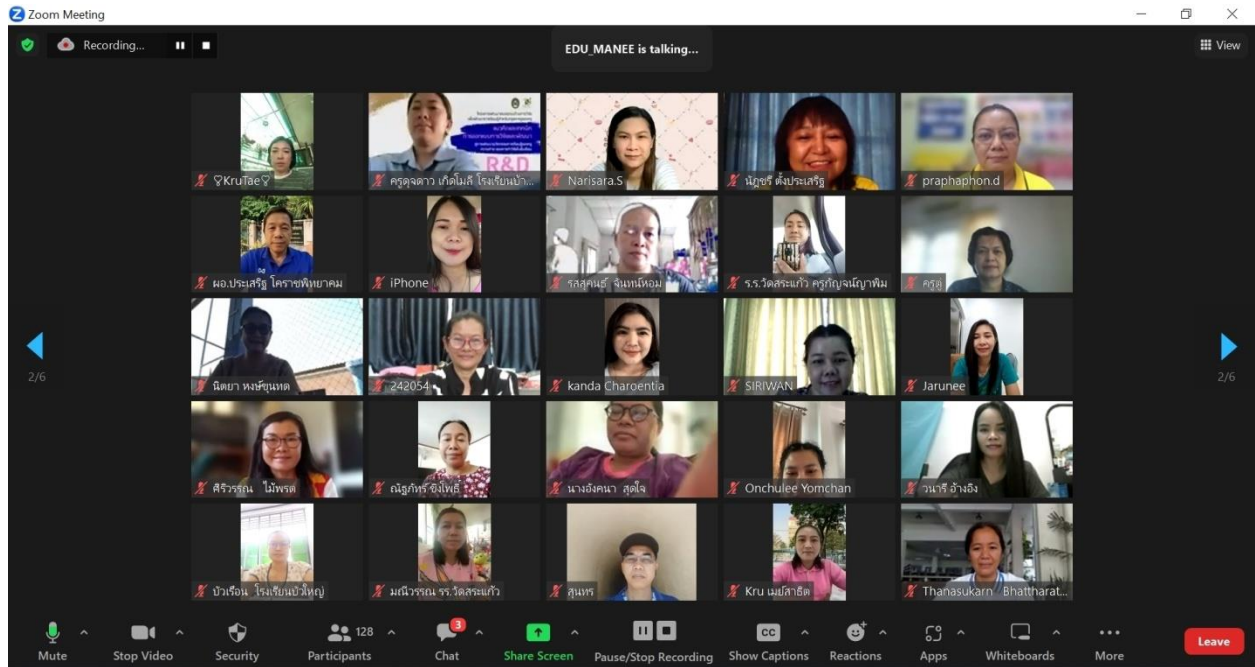 Zoom Meeting
Recording...
EDU_MANEE is talking...
View
♀KruTae♀
R&D
ครูดุจดาว เกิดโมลี โรงเรียนบ้า...
Narisara.S
นัฏชรี ตั้งประเสริฐ
praphaphon.d
ผอ.ประเสริฐ โคราชพิทยาคม
iPhone
รสสุคนธ์ จันทน์หอม
ร.ร.วัดสระแก้ว ครูกัญจน์ญาพิม
ครูตุ่
2/6
นิตยา หงษ์ขุนทด
242054
kanda Charoentia
SIRIWAN
Jarunee
2/6
ศิริวรรณ ไม้พรต
ณัฐภัทร์ ขิงโพธิ์
นางอังคนา สุดใจ
Onchulee Yomchan
วนารี อ้างอิง
บัวเรือน โรงเรียนบัวใหญ่
มณีวรรณ รร.วัดสระแก้ว
สุนทร
Kru เมย์สาธิต
Thanasukarn Bhattharat...
Mute
Stop Video
Security
128
Participants
3
Chat
Share Screen
Pause/Stop Recording
CC
Show Captions
Reactions
Apps
Whiteboards
More
Leave